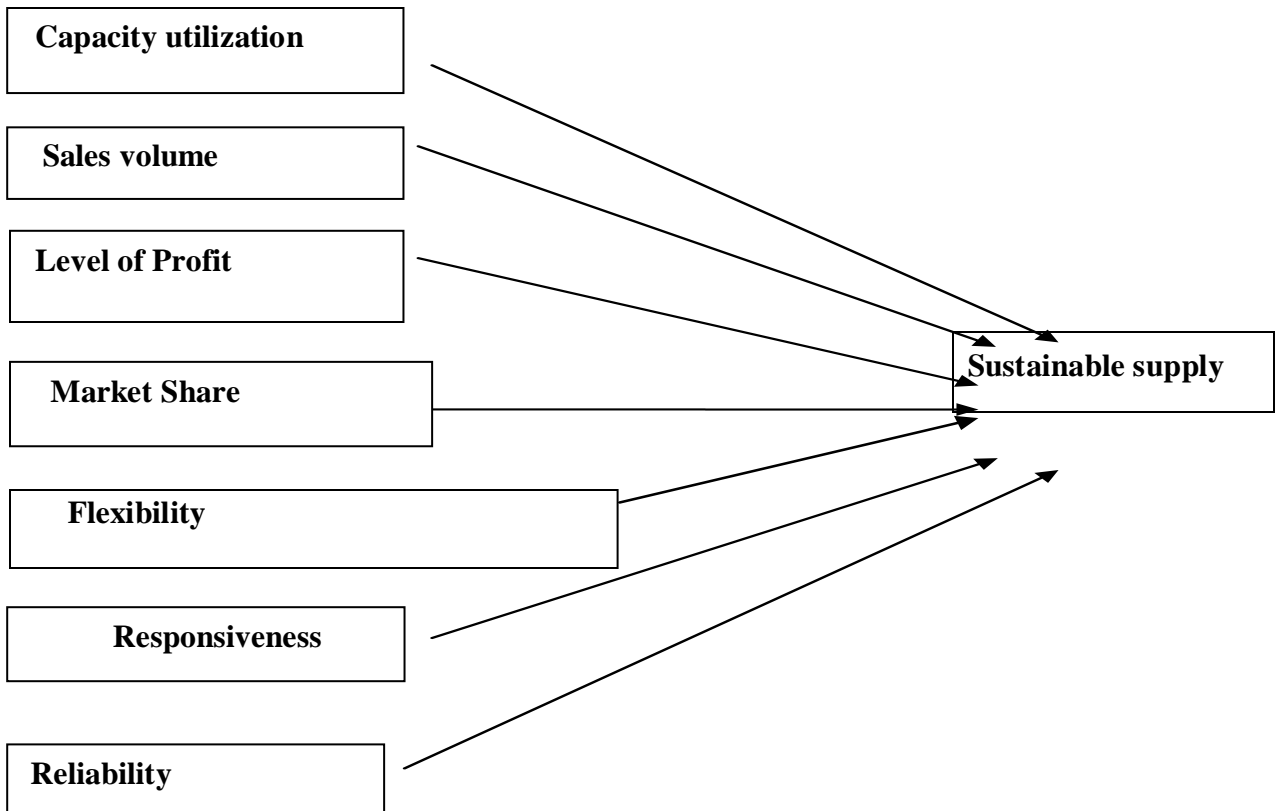 Capacity utilization
Sales volume
Level of Profit
Sustainable supply
Market Share
Flexibility
Responsiveness
Reliability